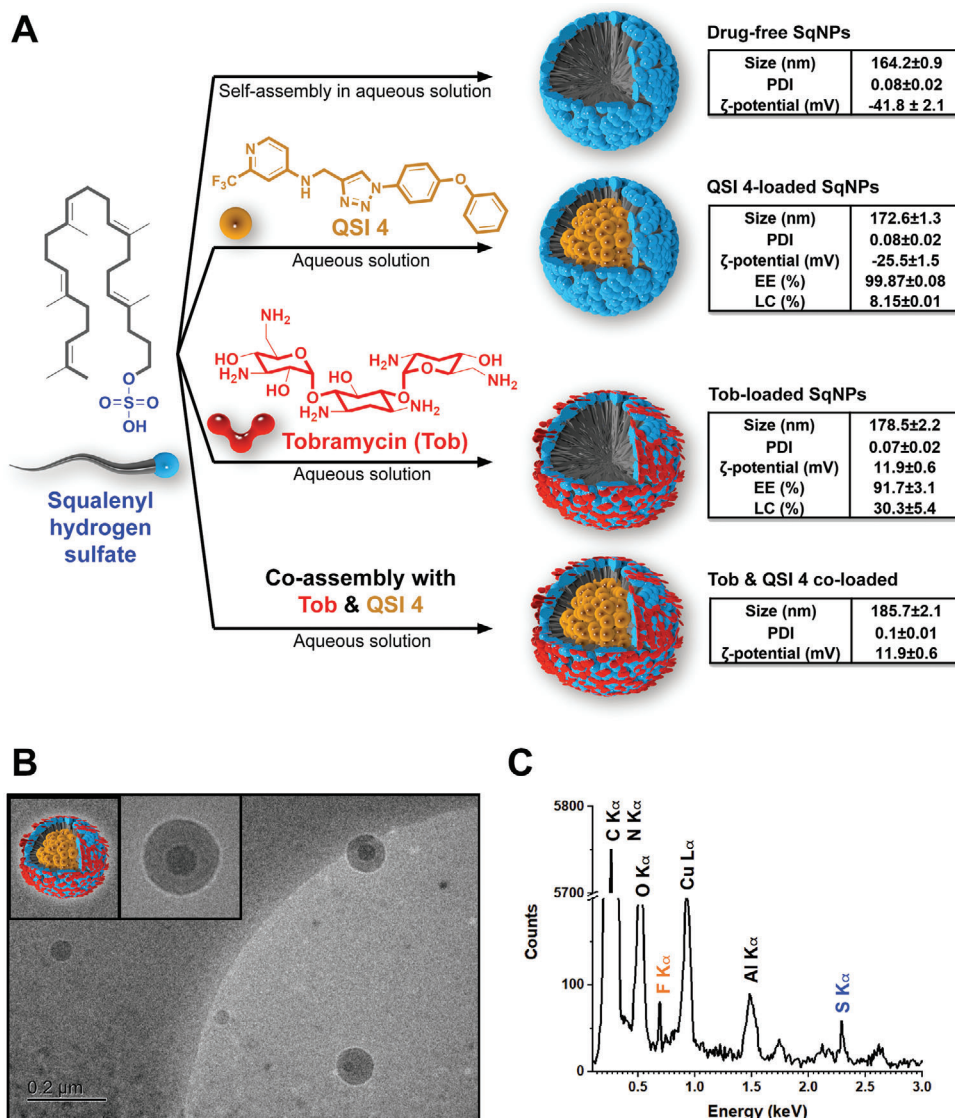 A
Self-assembly in aqueous solution
Drug-free SqNPs
Size (nm) 164.2±0.9
PDI 0.08±0.02
ζ-potential (mV) -41.8 ± 2.1
N
F₃C
N
H
N
N=N
O
QSI 4
Aqueous solution
QSI 4-loaded SqNPs
Size (nm) 172.6±1.3
PDI 0.08±0.02
ζ-potential (mV) -25.5±1.5
EE (%) 99.87±0.08
LC (%) 8.15±0.01
O
O=S=O
OH
Squalenyl
hydrogen
sulfate
NH₂
HO
H₂N
HO
O
OH
O
HO
H₂N
O
NH₂
H₂N
O
OH
NH₂
Tobramycin (Tob)
Aqueous solution
Tob-loaded SqNPs
Size (nm) 178.5±2.2
PDI 0.07±0.02
ζ-potential (mV) 11.9±0.6
EE (%) 91.7±3.1
LC (%) 30.3±5.4
Co-assembly with
Tob & QSI 4
Aqueous solution
Tob & QSI 4 co-loaded
Size (nm) 185.7±2.1
PDI 0.1±0.01
ζ-potential (mV) 11.9±0.6
B
0.2 µm
C
5800
5700
100
0
Counts
C Kα
N Kα
O Kα
F Kα
Cu Lα
Al Kα
S Kα
0.5 1.0 1.5 2.0 2.5 3.0
Energy (keV)